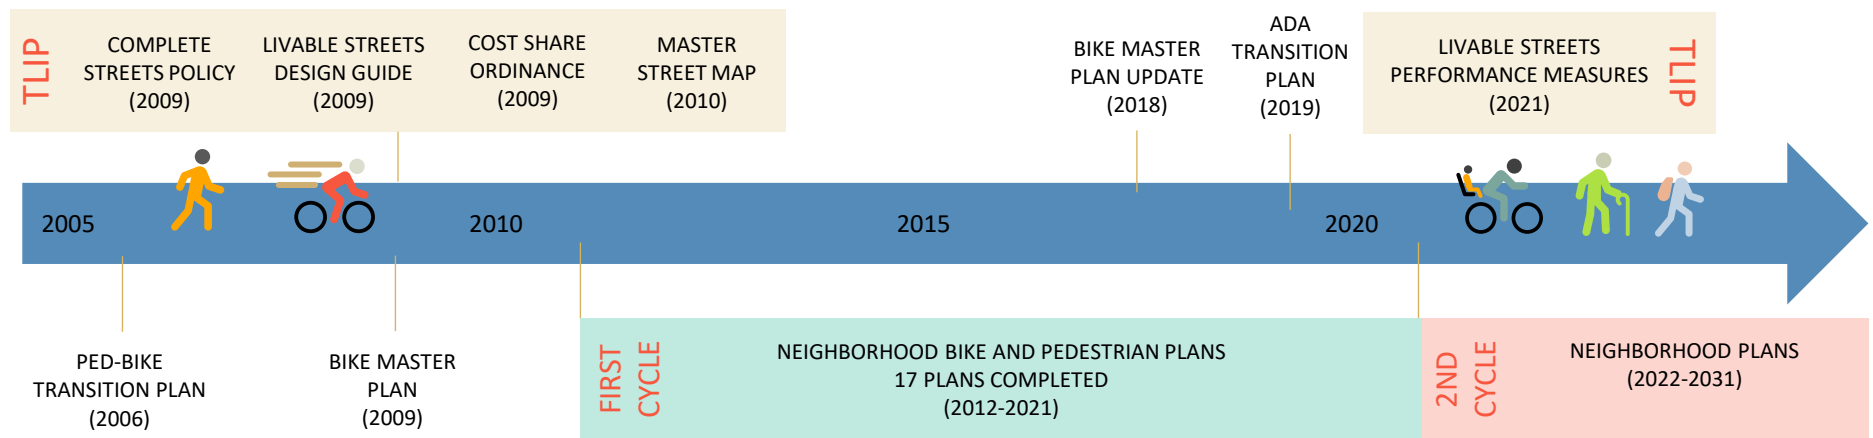 TLIP
COMPLETE
STREETS POLICY
(2009)
LIVABLE STREETS
DESIGN GUIDE
(2009)
COST SHARE
ORDINANCE
(2009)
MASTER
STREET MAP
(2010)
BIKE MASTER
PLAN UPDATE
(2018)
ADA
TRANSITION
PLAN
(2019)
LIVABLE STREETS
PERFORMANCE MEASURES
(2021)
TLIP
2005
2010
2015
2020
PED-BIKE
TRANSITION PLAN
(2006)
BIKE MASTER
PLAN
(2009)
FIRST
CYCLE
NEIGHBORHOOD BIKE AND PEDESTRIAN PLANS
17 PLANS COMPLETED
(2012-2021)
2ND
CYCLE
NEIGHBORHOOD PLANS
(2022-2031)